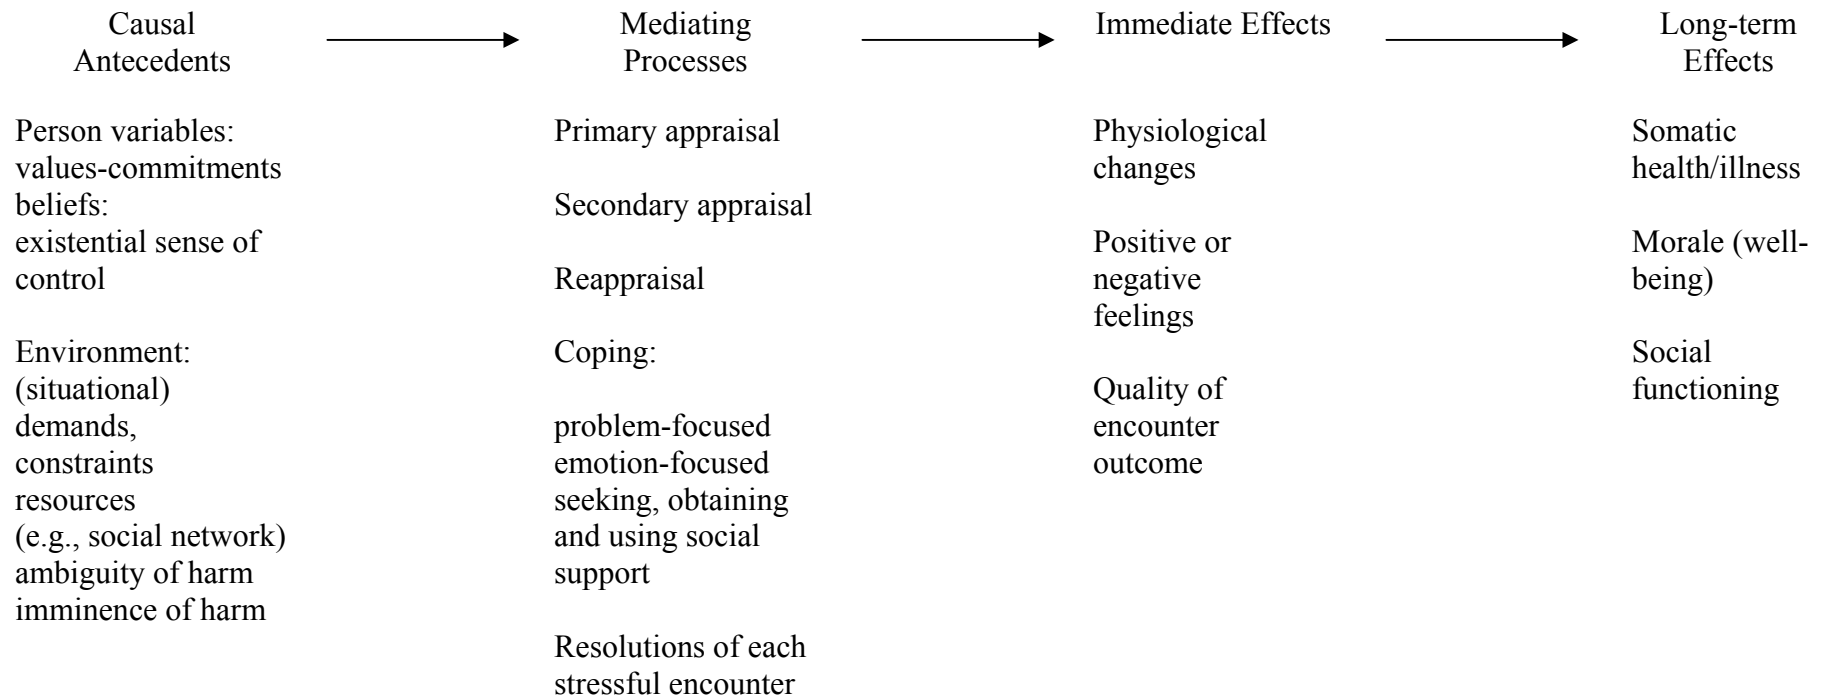 Causal
Antecedents
Mediating
Processes
Immediate Effects
Long-term
Effects
Person variables:
values-commitments
beliefs:
existential sense of
control
Environment:
(situational)
demands,
constraints
resources
(e.g., social network)
ambiguity of harm
imminence of harm
Primary appraisal
Secondary appraisal
Reappraisal
Coping:
problem-focused
emotion-focused
seeking, obtaining
and using social
support
Resolutions of each
stressful encounter
Physiological
changes
Positive or
negative
feelings
Quality of
encounter
outcome
Somatic
health/illness
Morale (well-
being)
Social
functioning